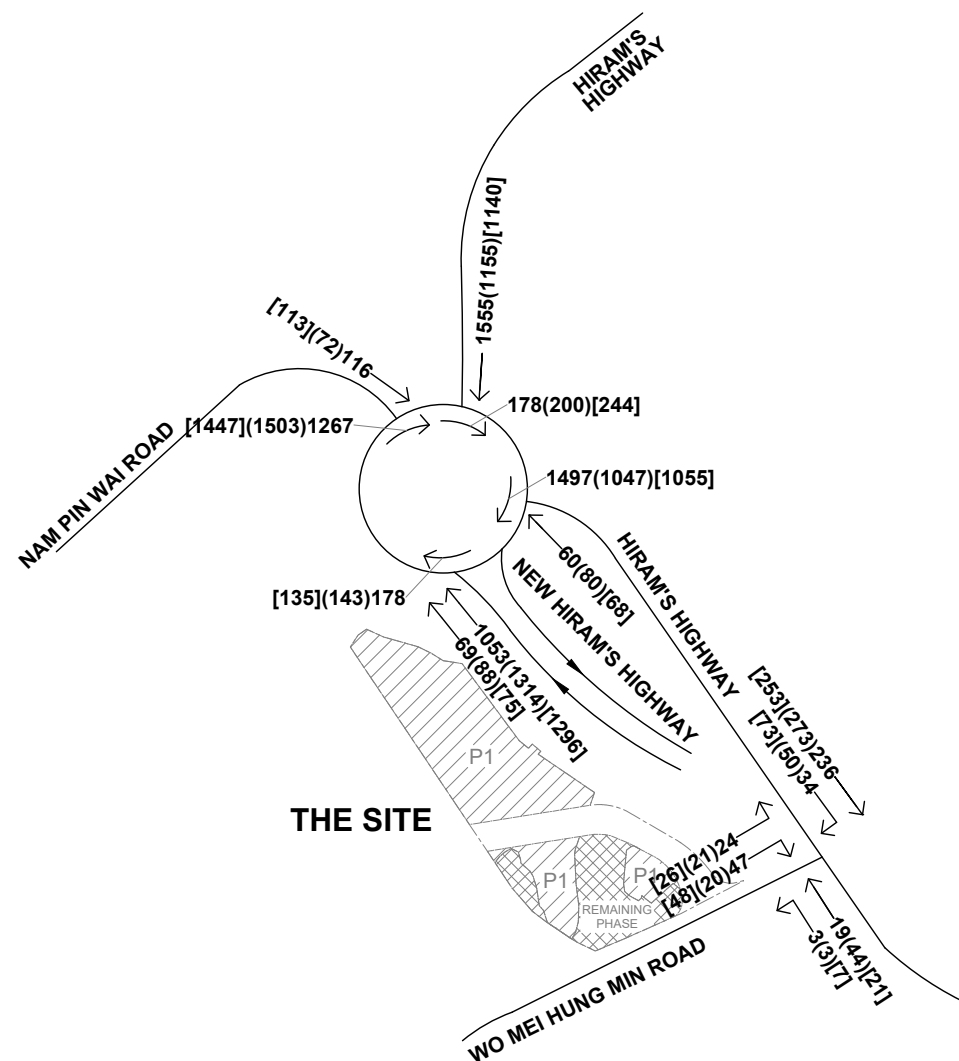 HIRAM'S
HIGHWAY
1555(1155)[1140]
[113](72)116
178(200)[244]
[1447](1503)1267
NAM PIN WAI ROAD
1497(1047)[1055]
60(80)[68]
HIRAM'S HIGHWAY
NEW HIRAM'S HIGHWAY
[135](143)178
1053(1314)[1296]
69(88)[75]
[253](273)236
[73](50)34
P1
THE SITE
[26](21)24
[48](20)47
P1
P1
REMAINING
PHASE
19(44)[21]
3(3)[7]
WO MEI HUNG MIN ROAD